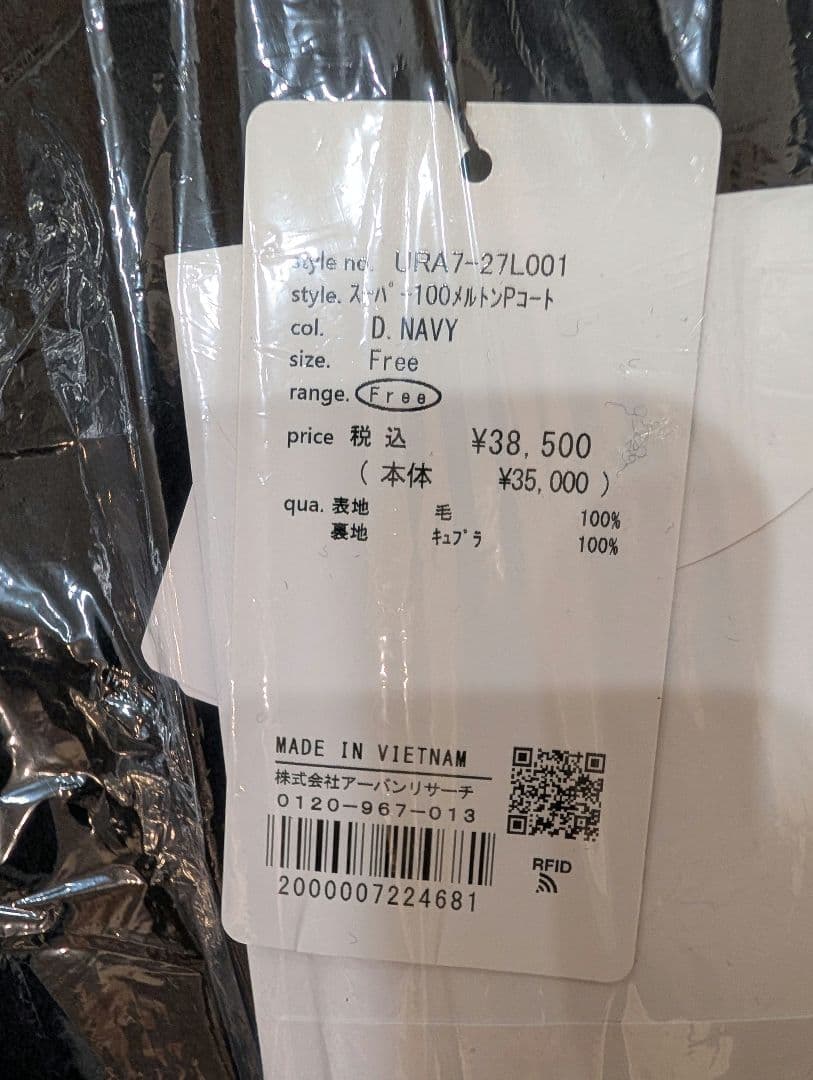 style no. URA7-27L001
style. ｽｰﾊﾟｰ100ﾒﾙﾄﾝPｺｰﾄ
col. D. NAVY
size. Free
range. Free
price 税込 ¥38,500
(本体 ¥35,000)
qua. 表地 毛 100%
裏地 ｷｭﾌﾟﾗ 100%
MADE IN VIETNAM
株式会社アーバンリサーチ
0120-967-013
2000007224681
RFID